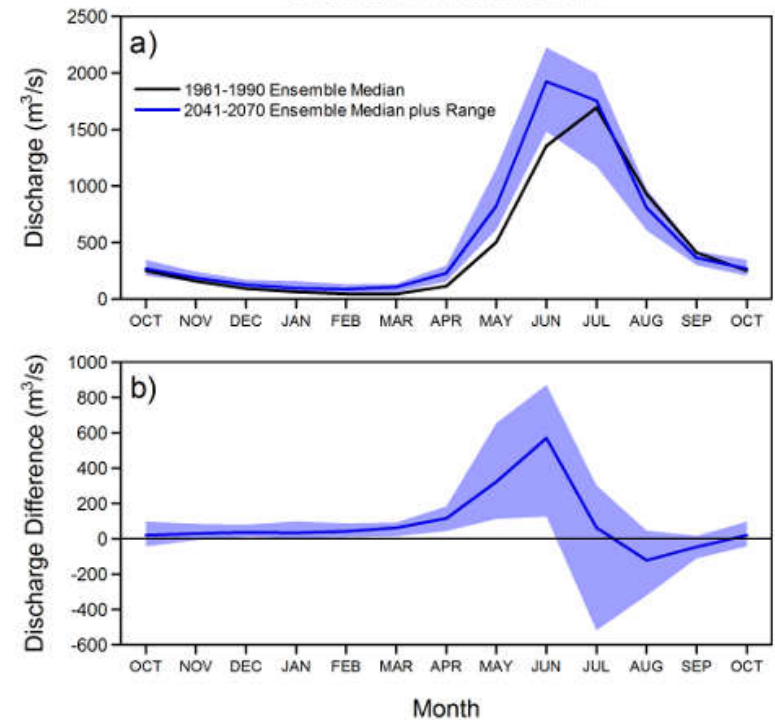 2500
a)
2000
1961-1990 Ensemble Median
2041-2070 Ensemble Median plus Range
1500
1000
500
0
Discharge (m³/s)
OCT NOV DEC JAN FEB MAR APR MAY JUN JUL AUG SEP OCT
1000
b)
800
600
400
200
0
-200
-400
-600
Discharge Difference (m³/s)
OCT NOV DEC JAN FEB MAR APR MAY JUN JUL AUG SEP OCT
Month